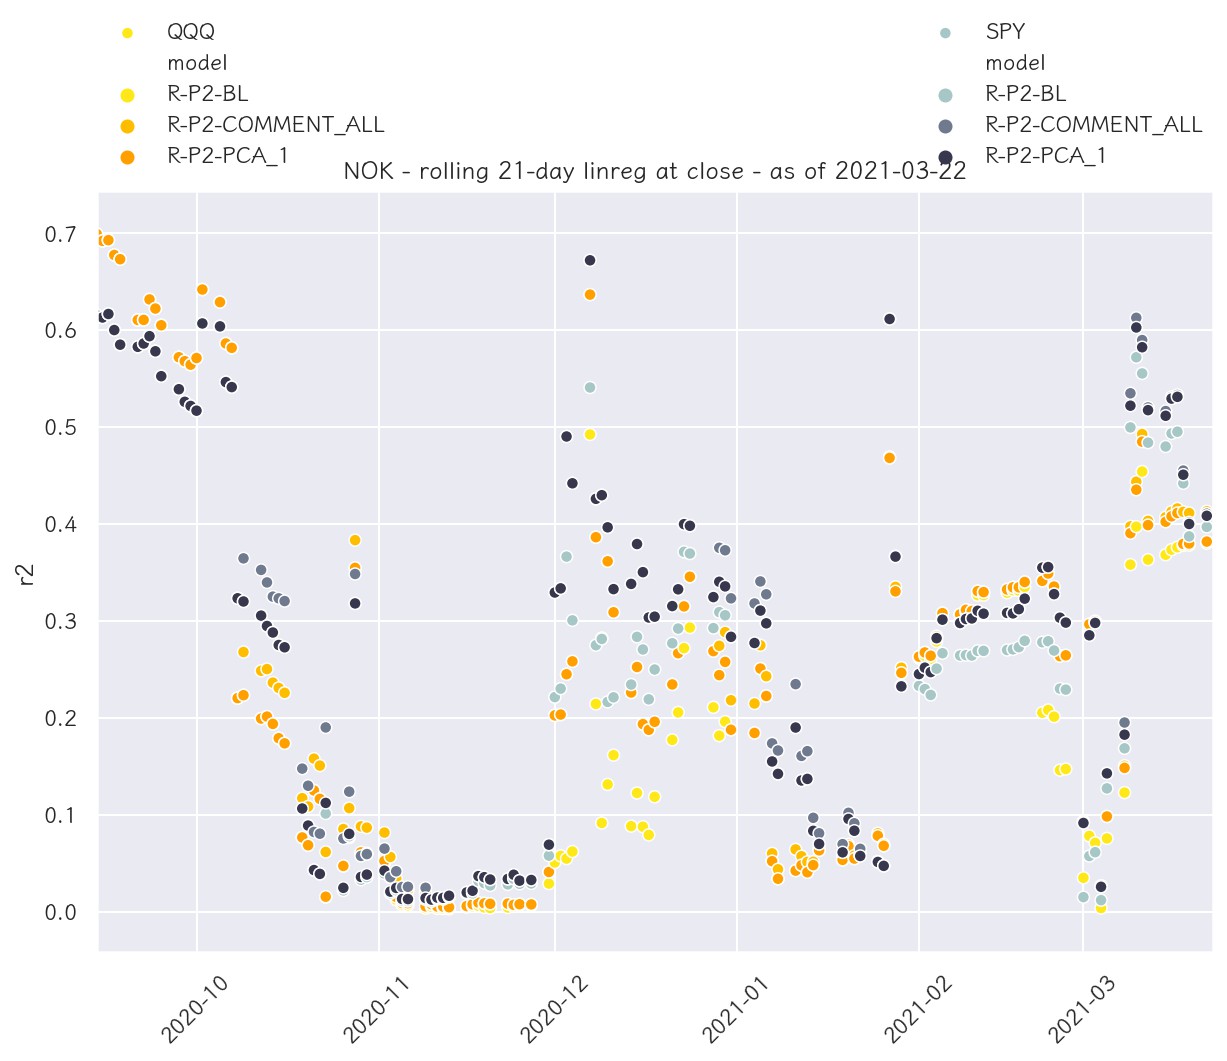 QQQ
model
R-P2-BL
R-P2-COMMENT_ALL
R-P2-PCA_1
SPY
model
R-P2-BL
R-P2-COMMENT_ALL
R-P2-PCA_1
NOK - rolling 21-day linreg at close - as of 2021-03-22
0.7
0.6
0.5
0.4
0.3
0.2
0.1
0.0
r2
2020-10
2020-11
2020-12
2021-01
2021-02
2021-03